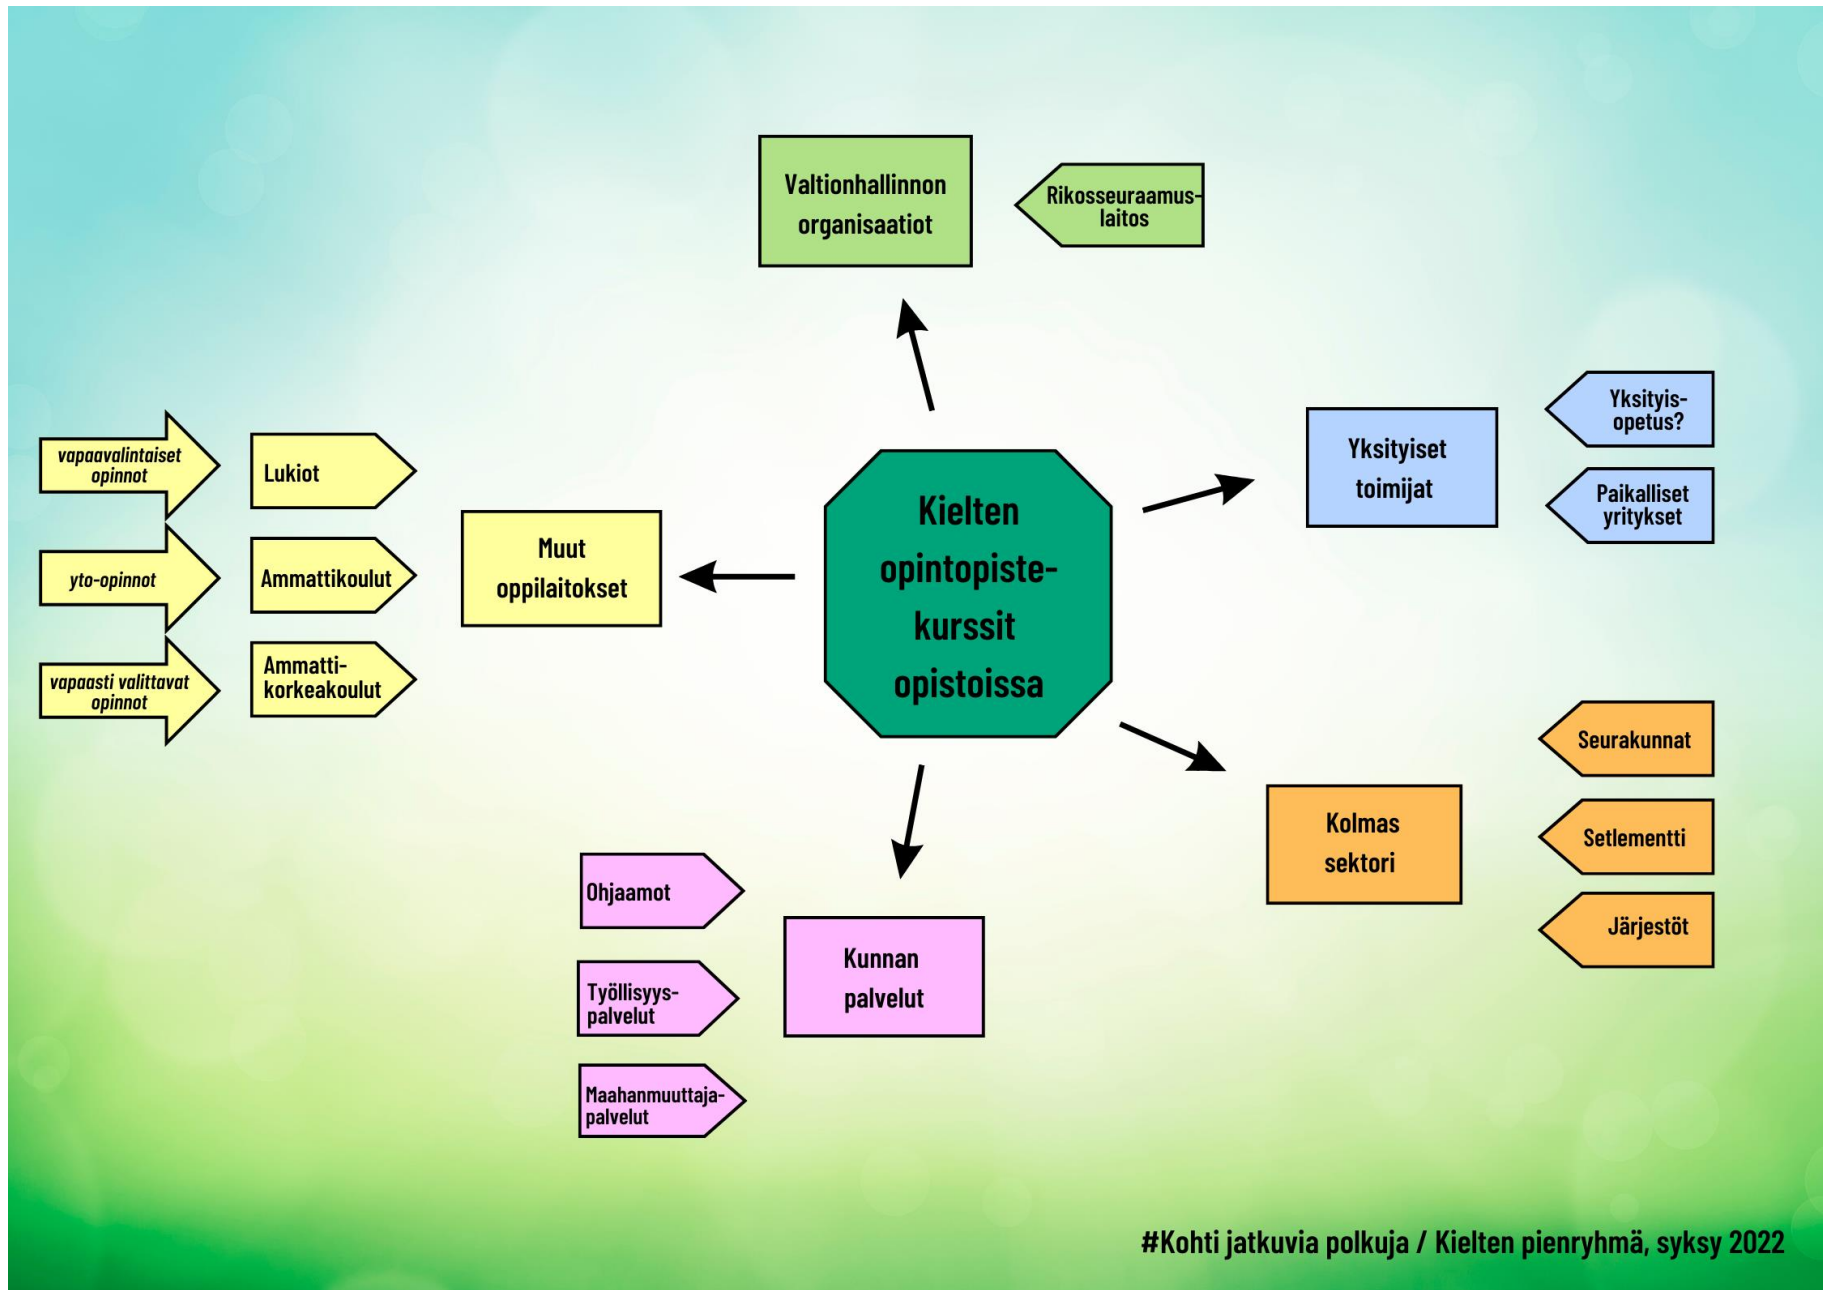 Valtionhallinnon
organisaatiot
Rikosseuraamus-
laitos
Yksityiset
toimijat
Yksityis-
opetus?
Paikalliset
yritykset
Kielten
opintopiste-
kurssit
opistoissa
vapaavalintaiset
opinnot
Lukiot
yto-opinnot
Ammattikoulut
vapaasti valittavat
opinnot
Ammatti-
korkeakoulut
Muut
oppilaitokset
Kolmas
sektori
Seurakunnat
Setlementti
Järjestöt
Ohjaamot
Työllisyys-
palvelut
Maahanmuuttaja-
palvelut
Kunnan
palvelut
#Kohti jatkuvia polkuja / Kielten pienryhmä, syksy 2022